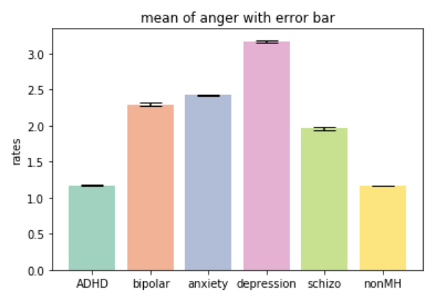 mean of anger with error bar
rates
3.0
2.5
2.0
1.5
1.0
0.5
0.0
ADHD bipolar anxiety depression schizo nonMH